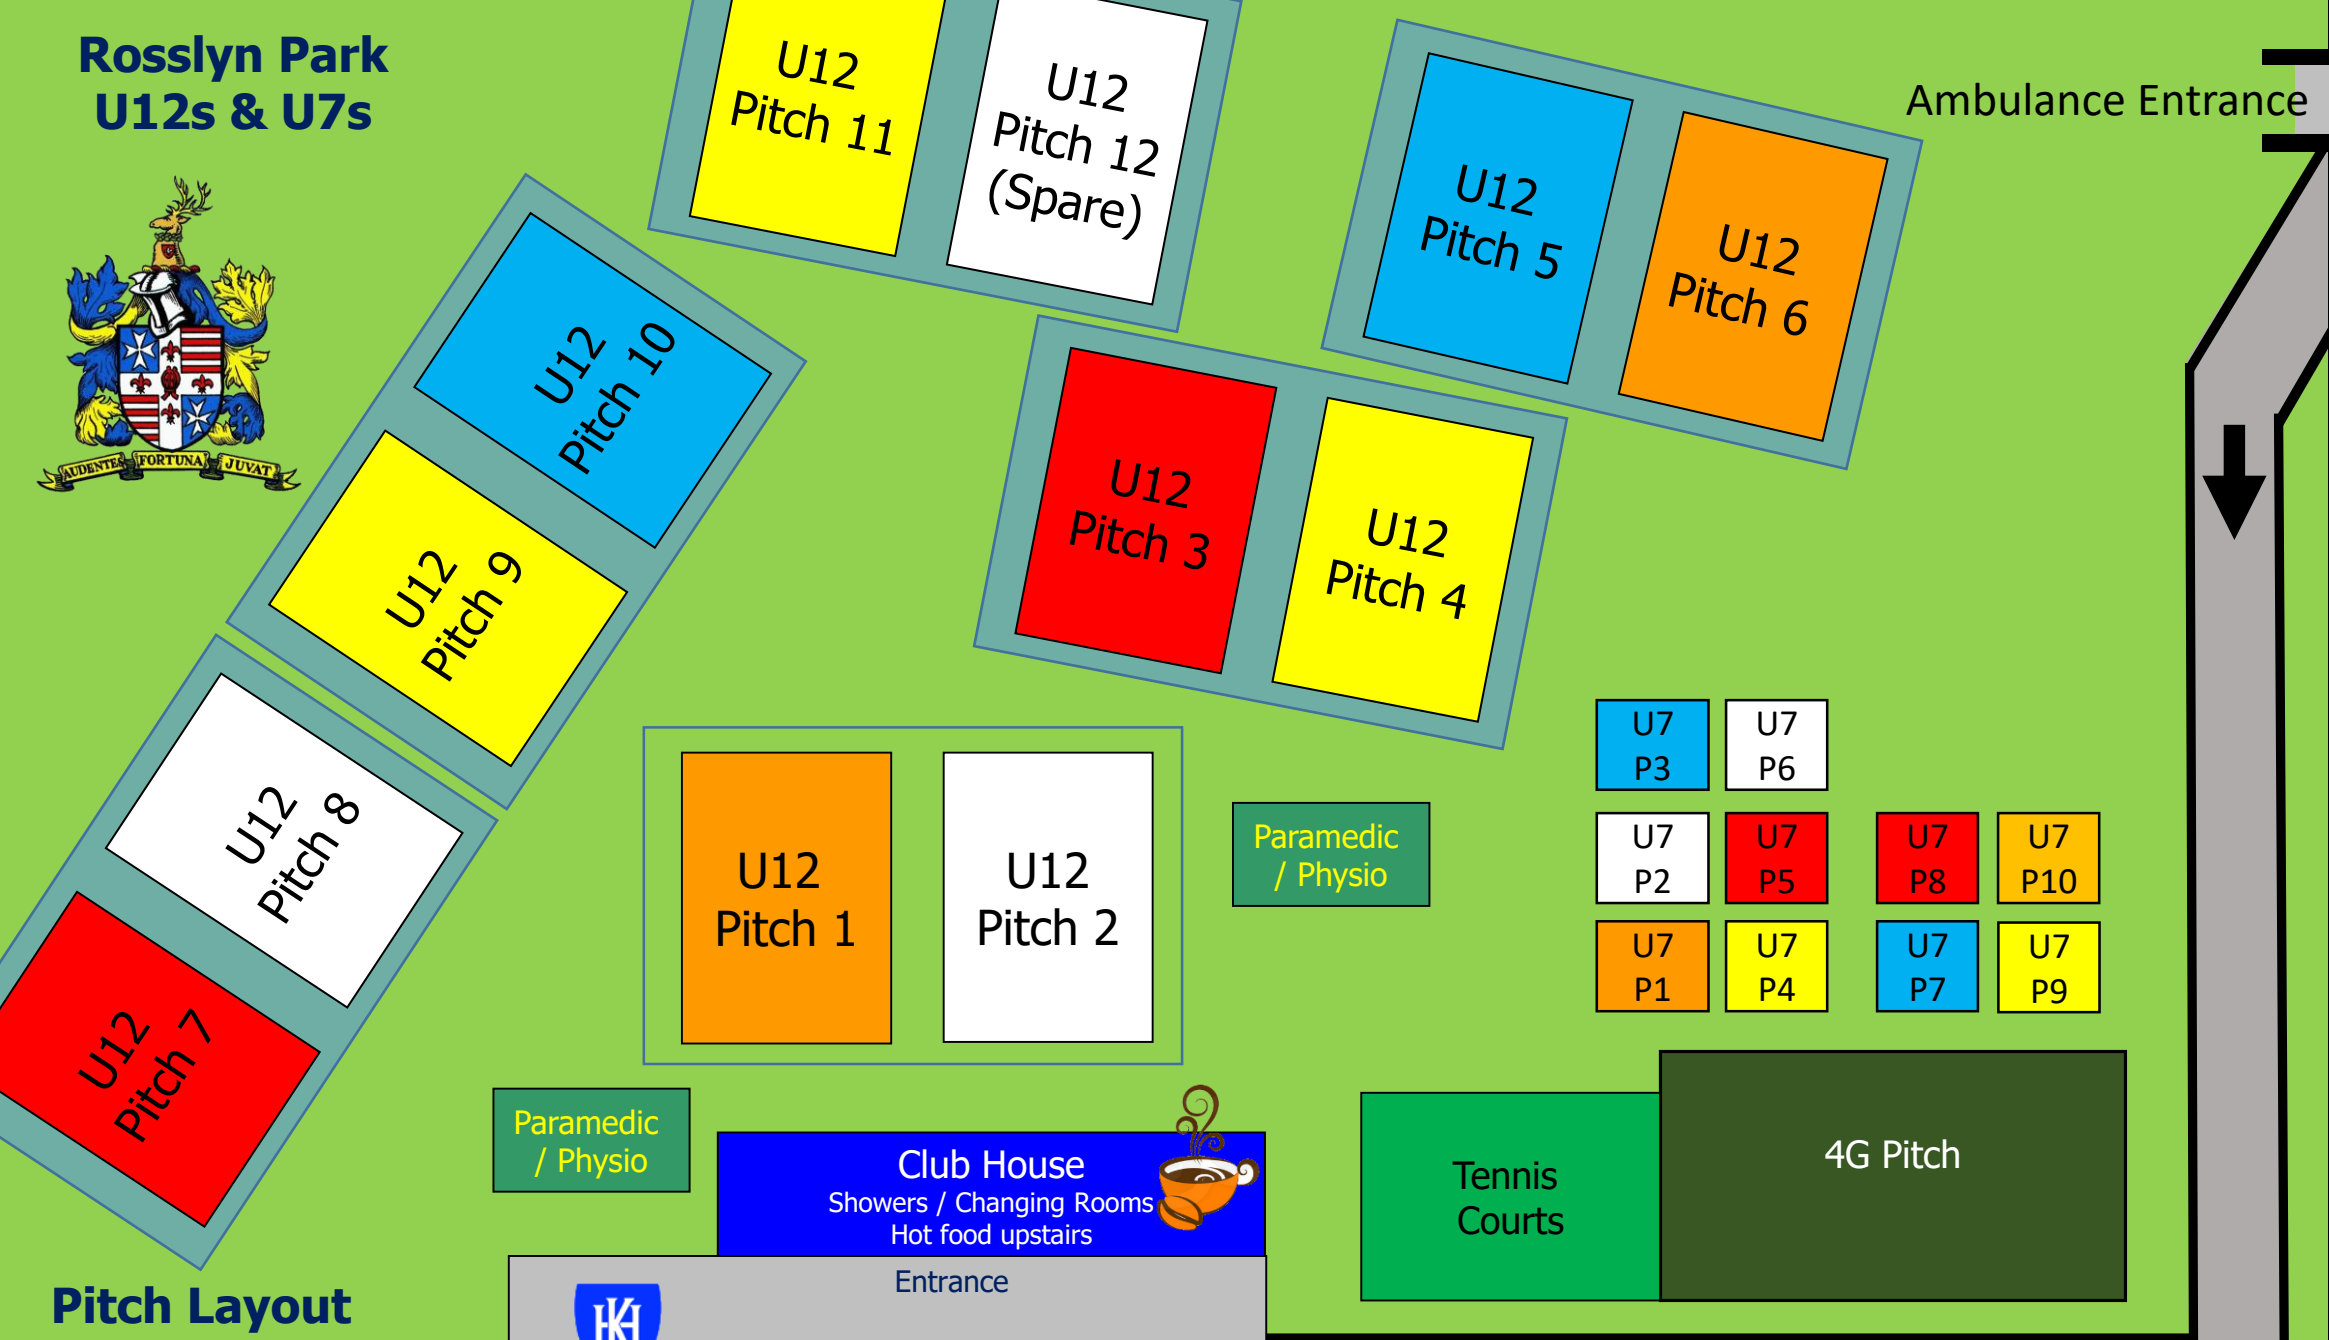 Rosslyn Park
U12s & U7s
AUDENTES FORTUNA JUVAT
U12
Pitch 11
U12
Pitch 12
(Spare)
U12
Pitch 5
U12
Pitch 6
Ambulance Entrance
U12
Pitch 10
U12
Pitch 9
U12
Pitch 3
U12
Pitch 4
U12
Pitch 8
U12
Pitch 7
U12
Pitch 1
U12
Pitch 2
Paramedic
/ Physio
U7
P3
U7
P6
U7
P2
U7
P5
U7
P8
U7
P10
U7
P1
U7
P4
U7
P7
U7
P9
Paramedic
/ Physio
Club House
Showers / Changing Rooms
Hot food upstairs
Entrance
Tennis
Courts
4G Pitch
Pitch Layout